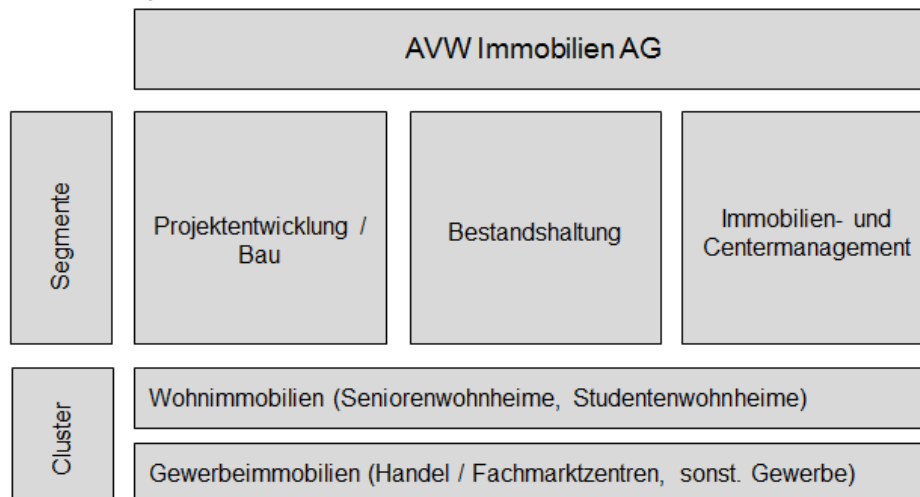 AVW Immobilien AG
Segmente
Projektentwicklung /
Bau
Bestandshaltung
Immobilien- und
Centermanagement
Cluster
Wohnimmobilien (Seniorenwohnheime, Studentenwohnheime)
Gewerbeimmobilien (Handel / Fachmarktzentren, sonst. Gewerbe)